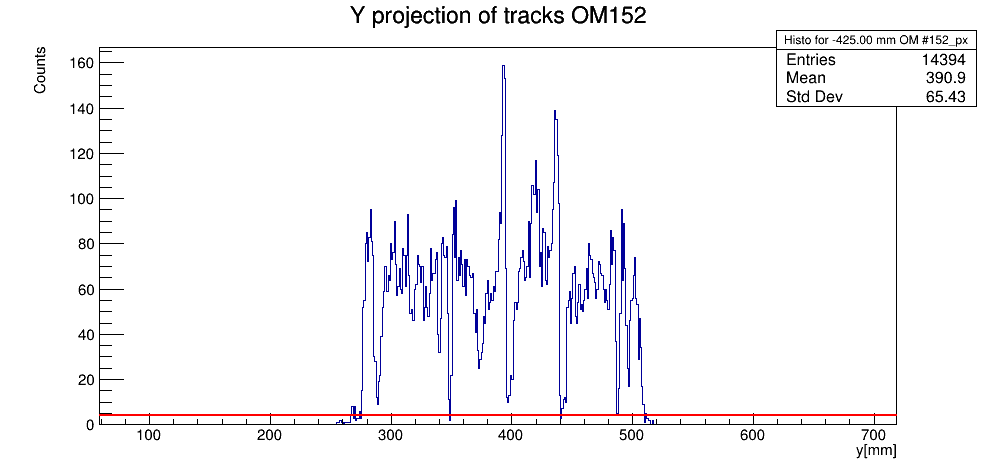 Y projection of tracks OM152
Histo for -425.00 mm OM #152_px
Entries 14394
Mean 390.9
Std Dev 65.43
Counts
160
140
120
100
80
60
40
20
0
100 200 300 400 500 600 700
y[mm]